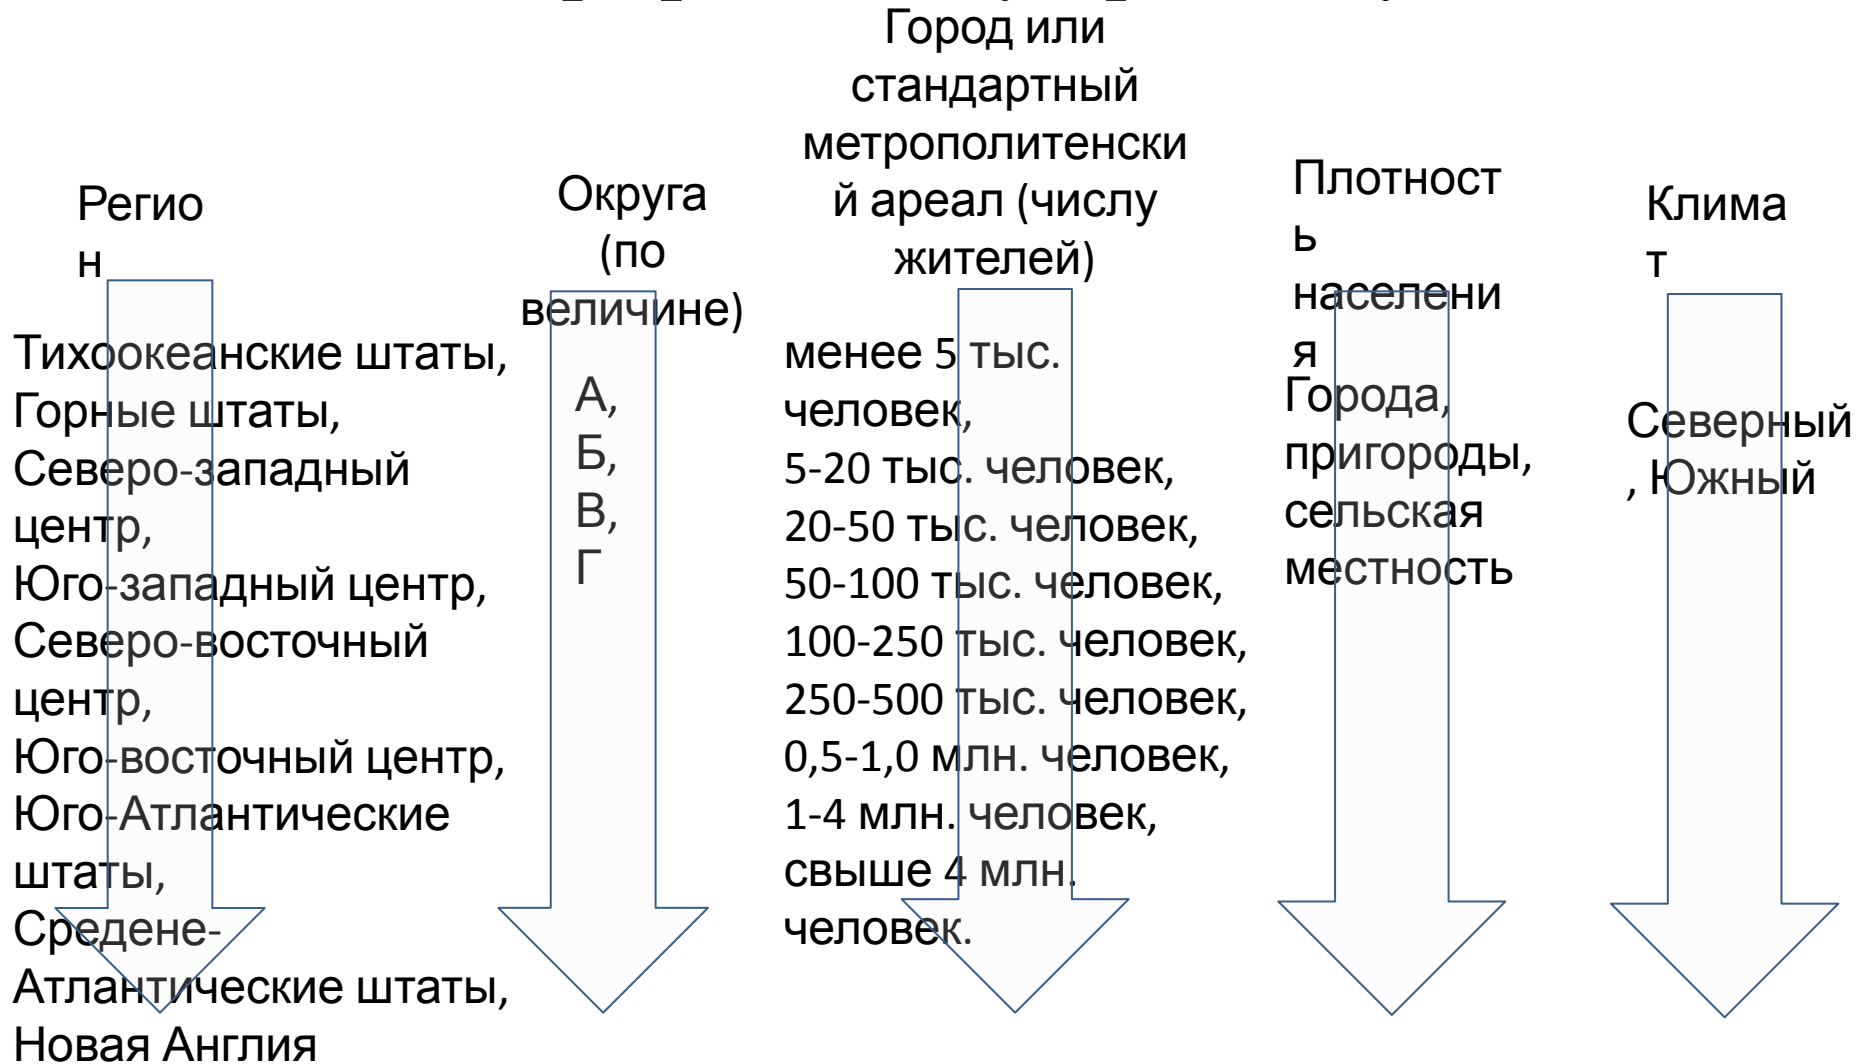 Город или
стандартный
метрополитенски
й ареал (числу
жителей)
Регио
н
Округа
(по
величине)
Плотност
ь
населени
я
Клима
т
Тихоокеанские штаты,
Горные штаты,
Северо-западный
центр,
Юго-западный центр,
Северо-восточный
центр,
Юго-восточный центр,
Юго-Атлантические
штаты,
Средене-
Атлантические штаты,
Новая Англия
А,
Б,
В,
Г
менее 5 тыс.
человек,
5-20 тыс. человек,
20-50 тыс. человек,
50-100 тыс. человек,
100-250 тыс. человек,
250-500 тыс. человек,
0,5-1,0 млн. человек,
1-4 млн. человек,
свыше 4 млн.
человек.
Города,
пригороды,
сельская
местность
Северный
, Южный